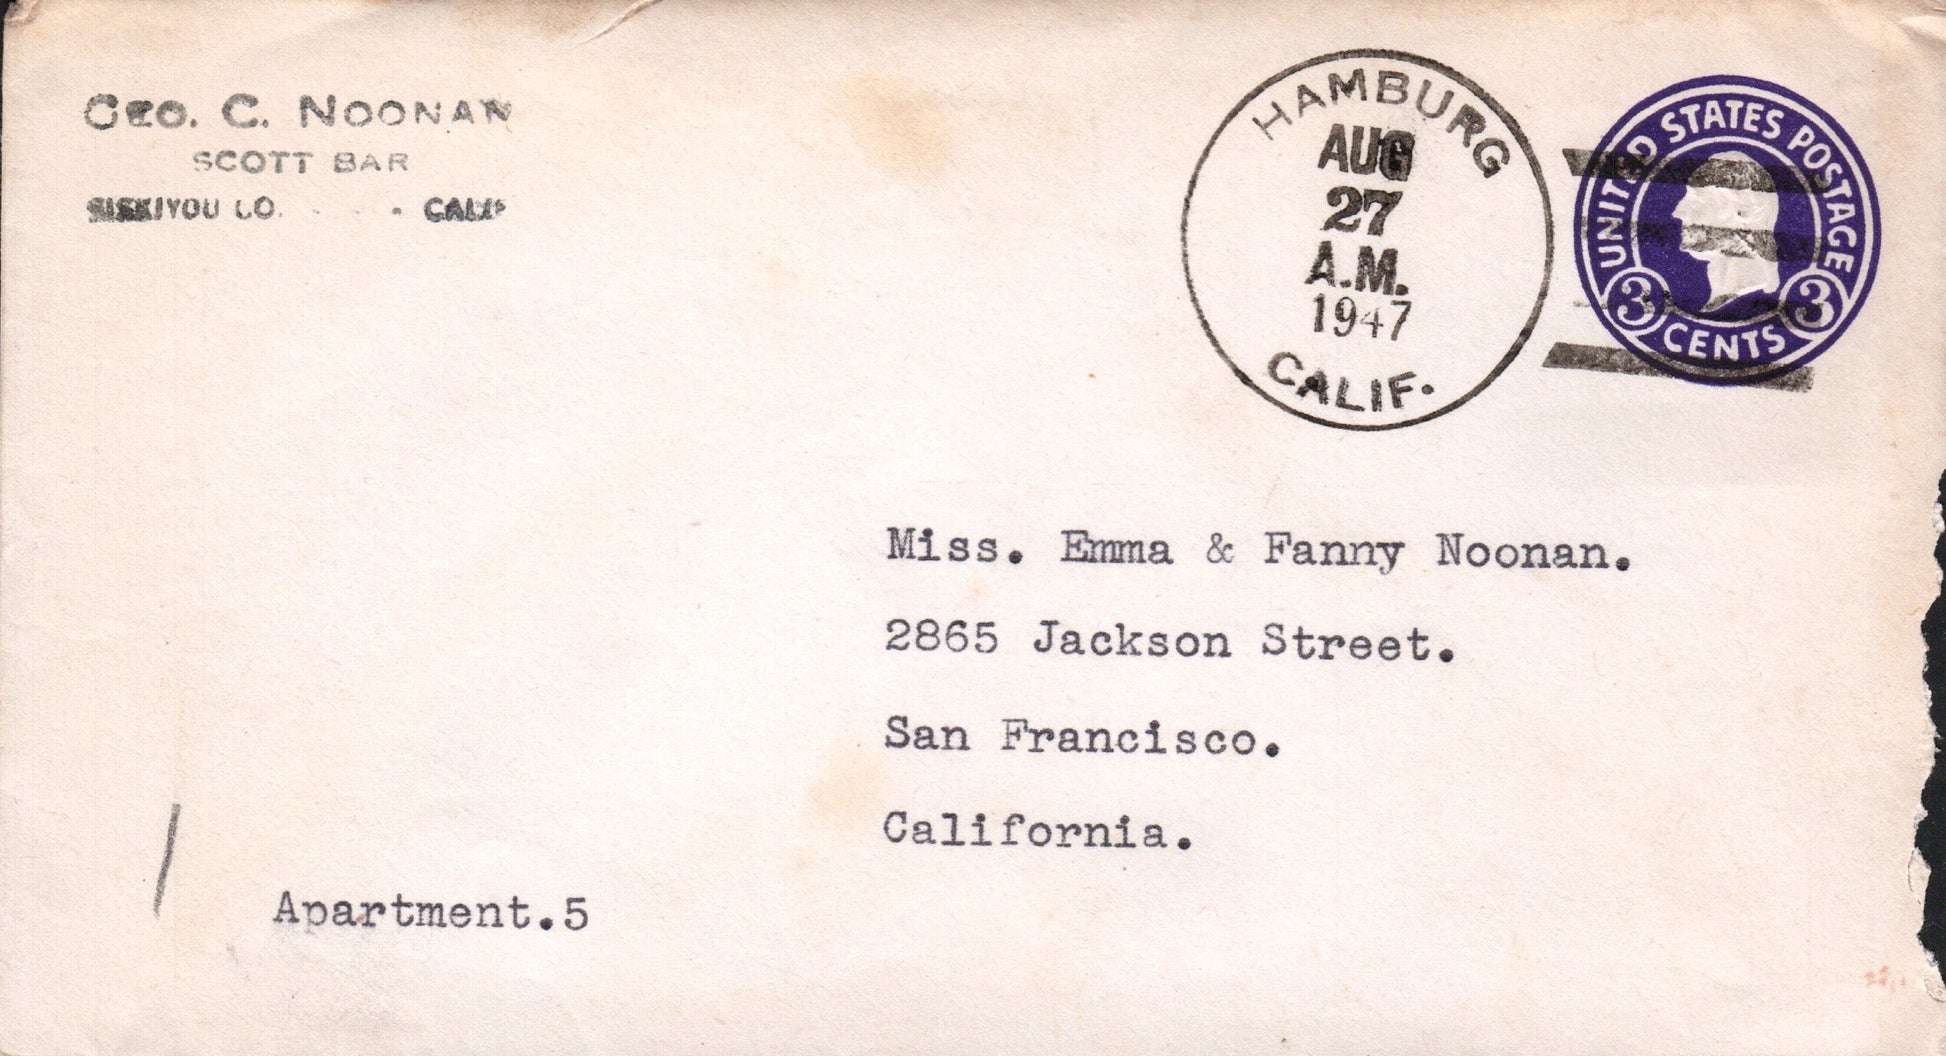 GEO. C. NOONAN
SCOTT BAR
SISKIYOU CO. - - - CALIF
HAMBURG
AUG
27
A.M.
1947
CALIF.
UNITED STATES POSTAGE
3 CENTS 3
Miss. Emma & Fanny Noonan.
2865 Jackson Street.
San Francisco.
California.
Apartment.5